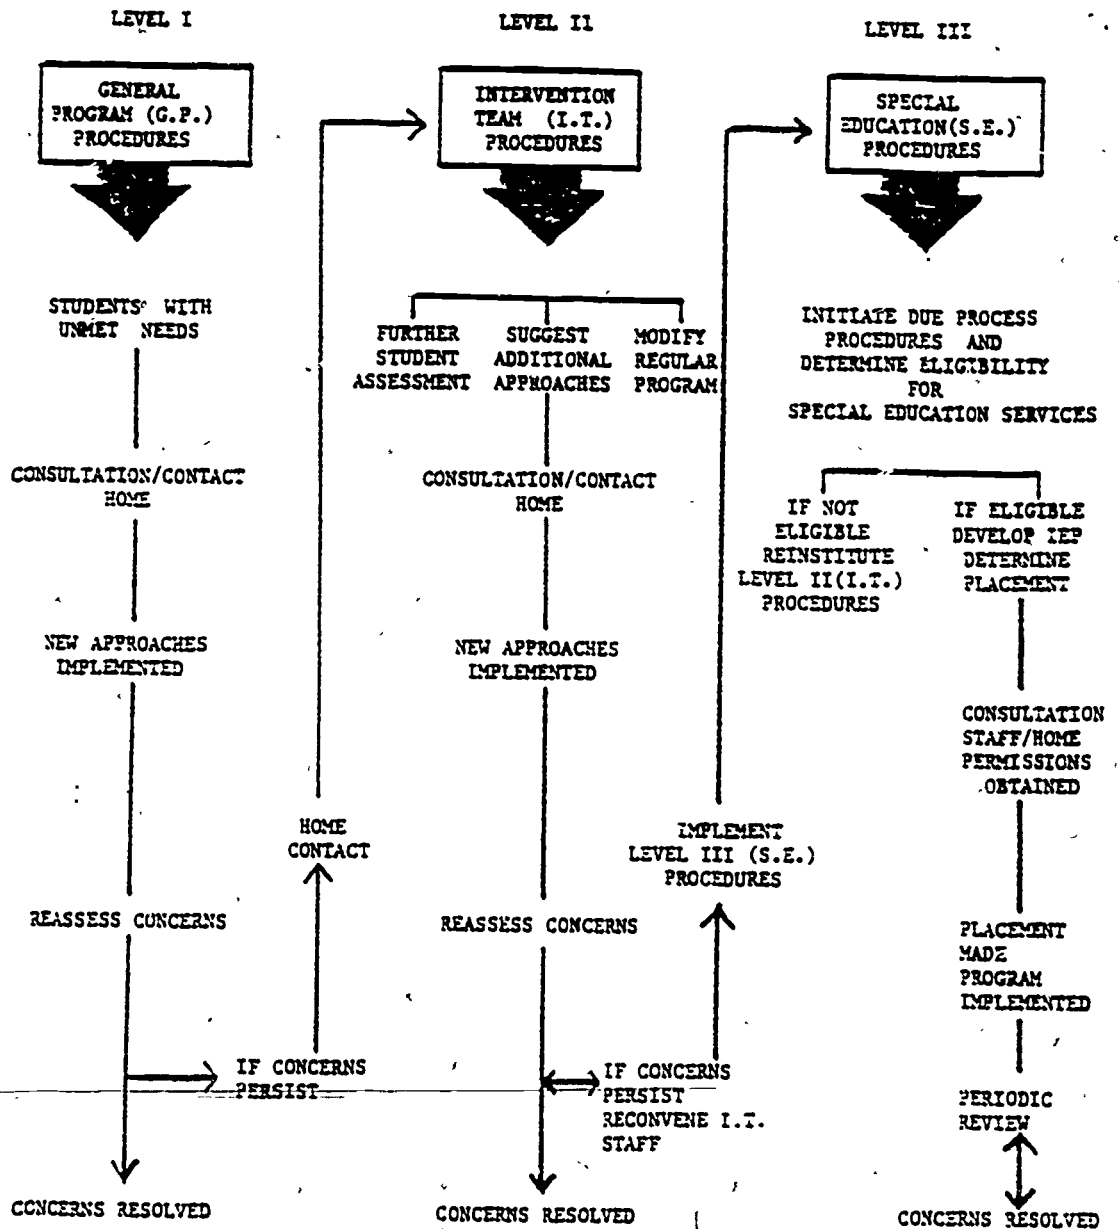 LEVEL I
GENERAL
PROGRAM (G.P.)
PROCEDURES
STUDENTS WITH
UNMET NEEDS
CONSULTATION/CONTACT
HOME
NEW APPROACHES
IMPLEMENTED
REASSESS CONCERNS
IF CONCERNS
PERSIST
HOME
CONTACT
CONCERNS RESOLVED
LEVEL II
INTERVENTION
TEAM (I.T.)
PROCEDURES
FURTHER
STUDENT
ASSESSMENT
SUGGEST
ADDITIONAL
APPROACHES
MODIFY
REGULAR
PROGRAM
CONSULTATION/CONTACT
HOME
NEW APPROACHES
IMPLEMENTED
REASSESS CONCERNS
IF CONCERNS
PERSIST
RECONVENE I.T.
STAFF
IMPLEMENT
LEVEL III (S.E.)
PROCEDURES
CONCERNS RESOLVED
LEVEL III
SPECIAL
EDUCATION(S.E.)
PROCEDURES
INITIATE DUE PROCESS
PROCEDURES AND
DETERMINE ELIGIBILITY
FOR
SPECIAL EDUCATION SERVICES
IF NOT
ELIGIBLE
REINSTITUTE
LEVEL II(I.T.)
PROCEDURES
IF ELIGIBLE
DEVELOP IEP
DETERMINE
PLACEMENT
CONSULTATION
STAFF/HOME
PERMISSIONS
OBTAINED
PLACEMENT
MADE
PROGRAM
IMPLEMENTED
PERIODIC
REVIEW
CONCERNS RESOLVED